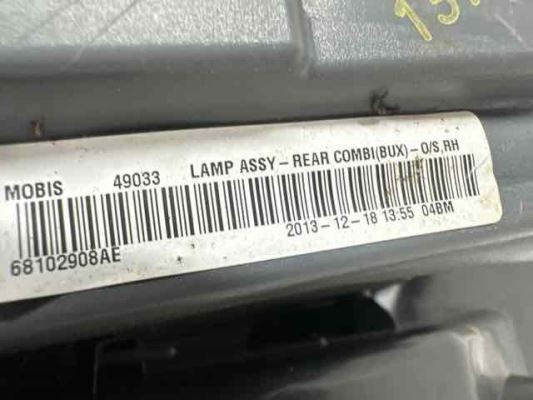 MOBIS 49033 LAMP ASSY-REAR COMBI(BUX)-O/S,RH
68102908AE 2013-12-18 13:55 04BM